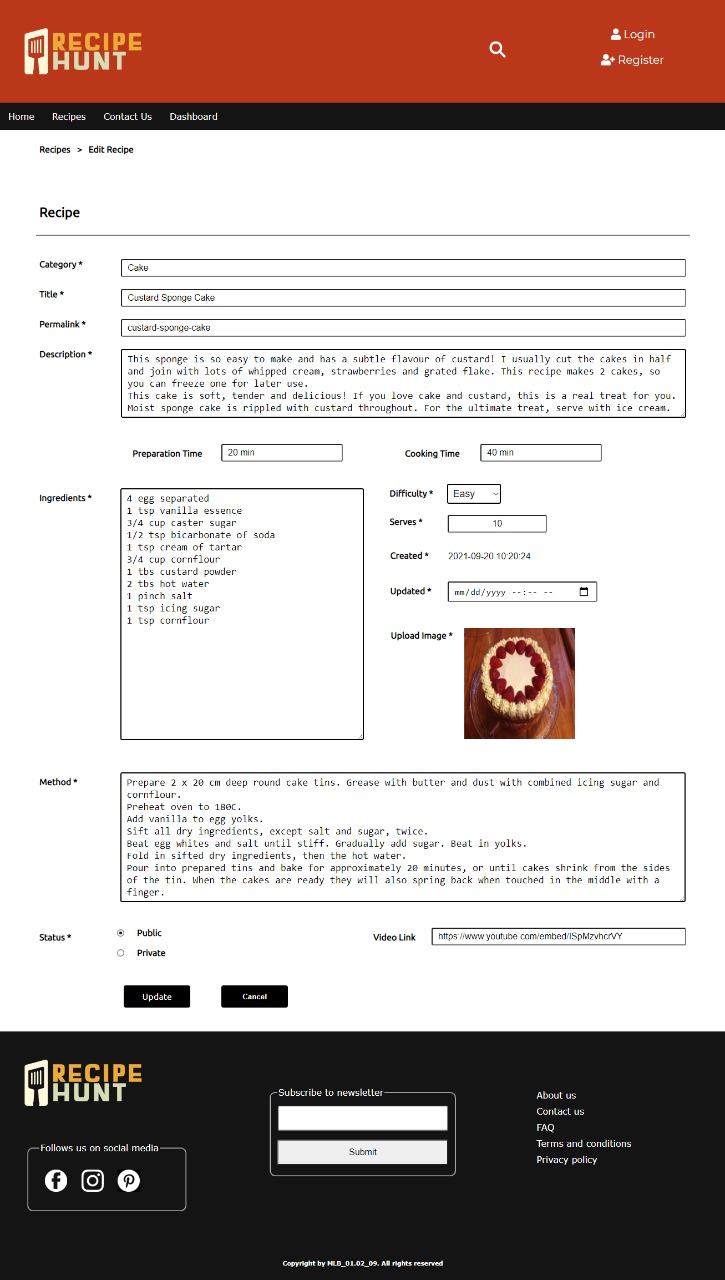 RECIPE
HUNT
Login
Register
Home Recipes Contact Us Dashboard
Recipes > Edit Recipe
Recipe
Category * Cake
Title * Custard Sponge Cake
Permalink * custard-sponge-cake
Description * This sponge is so easy to make and has a subtle flavour of custard! I usually cut the cakes in half
and join with lots of whipped cream, strawberries and grated flake. This recipe makes 2 cakes, so
you can freeze one for later use.
This cake is soft, tender and delicious! If you love cake and custard, this is a real treat for you.
Moist sponge cake is rippled with custard throughout. For the ultimate treat, serve with ice cream.
Preparation Time 20 min Cooking Time 40 min
Ingredients *
4 egg separated
1 tsp vanilla essence
3/4 cup caster sugar
1/2 tsp bicarbonate of soda
1 tsp cream of tartar
3/4 cup cornflour
1 tbs custard powder
2 tbs hot water
1 pinch salt
1 tsp icing sugar
1 tsp cornflour
Difficulty * Easy
Serves * 10
Created * 2021-09-20 10:20:24
Updated * mm/dd/yyyy --:-- --
Upload Image *
Method * Prepare 2 x 20 cm deep round cake tins. Grease with butter and dust with combined icing sugar and
cornflour.
Preheat oven to 180C.
Add vanilla to egg yolks.
Sift all dry ingredients, except salt and sugar, twice.
Beat egg whites and salt until stiff. Gradually add sugar. Beat in yolks.
Fold in sifted dry ingredients, then the hot water.
Pour into prepared tins and bake for approximately 20 minutes, or until cakes shrink from the sides
of the tin. When the cakes are ready they will also spring back when touched in the middle with a
finger.
Status * Public
Private
Video Link https://www.youtube.com/embed/ISpMzvhcrVY
Update Cancel
RECIPE
HUNT
Follows us on social media
Subscribe to newsletter
Submit
About us
Contact us
FAQ
Terms and conditions
Privacy policy
Copyright by MLB_01.02_09. All rights reserved